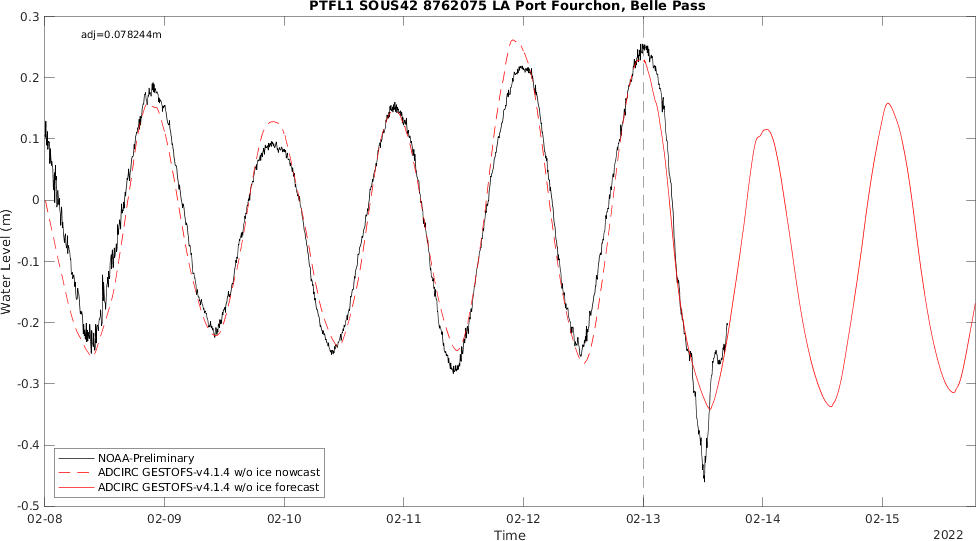 PTFL1 SOUS42 8762075 LA Port Fourchon, Belle Pass
adj=0.078244m
0.3
0.2
0.1
0
-0.1
-0.2
-0.3
-0.4
-0.5
Water Level (m)
NOAA-Preliminary
ADCIRC GESTOFS-v4.1.4 w/o ice nowcast
ADCIRC GESTOFS-v4.1.4 w/o ice forecast
02-08 02-09 02-10 02-11 02-12 02-13 02-14 02-15
Time
2022